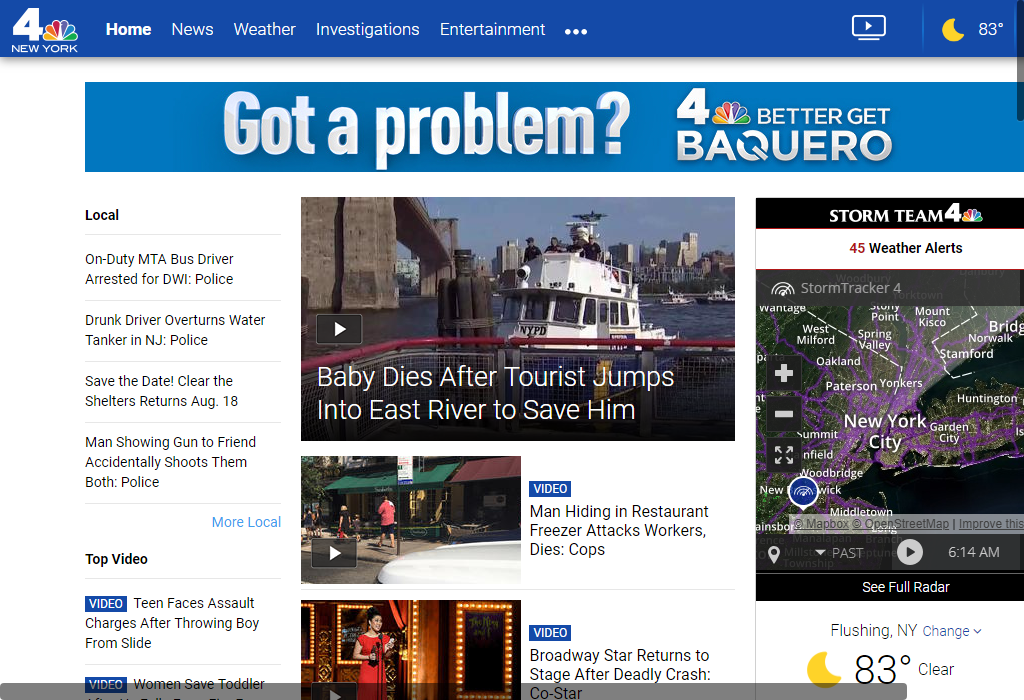 4
NEW YORK
Home News Weather Investigations Entertainment •••
83°
Got a problem?
4 BETTER GET
BAQUERO
Local
On-Duty MTA Bus Driver
Arrested for DWI: Police
Drunk Driver Overturns Water
Tanker in NJ: Police
Save the Date! Clear the
Shelters Returns Aug. 18
Man Showing Gun to Friend
Accidentally Shoots Them
Both: Police
More Local
Top Video
VIDEO Teen Faces Assault
Charges After Throwing Boy
From Slide
VIDEO Women Save Toddler
NYPD
Baby Dies After Tourist Jumps
Into East River to Save Him
VIDEO
Man Hiding in Restaurant
Freezer Attacks Workers,
Dies: Cops
VIDEO
Broadway Star Returns to
Stage After Deadly Crash:
Co-Star
STORM TEAM 4
45 Weather Alerts
StormTracker 4
Woodbury
Yorktown
Wantage
Stony
Point
Mount
Kisco
West
Milford
Spring
Valley
Norwalk
Stamford
Oakland
Paterson
Yonkers
Huntington
New York
City
Garden
City
Summit
Woodbridge
Middletown
© Mapbox © OpenStreetMap | Improve this
Manalapan
Township
PAST
6:14 AM
See Full Radar
Flushing, NY Change
83° Clear